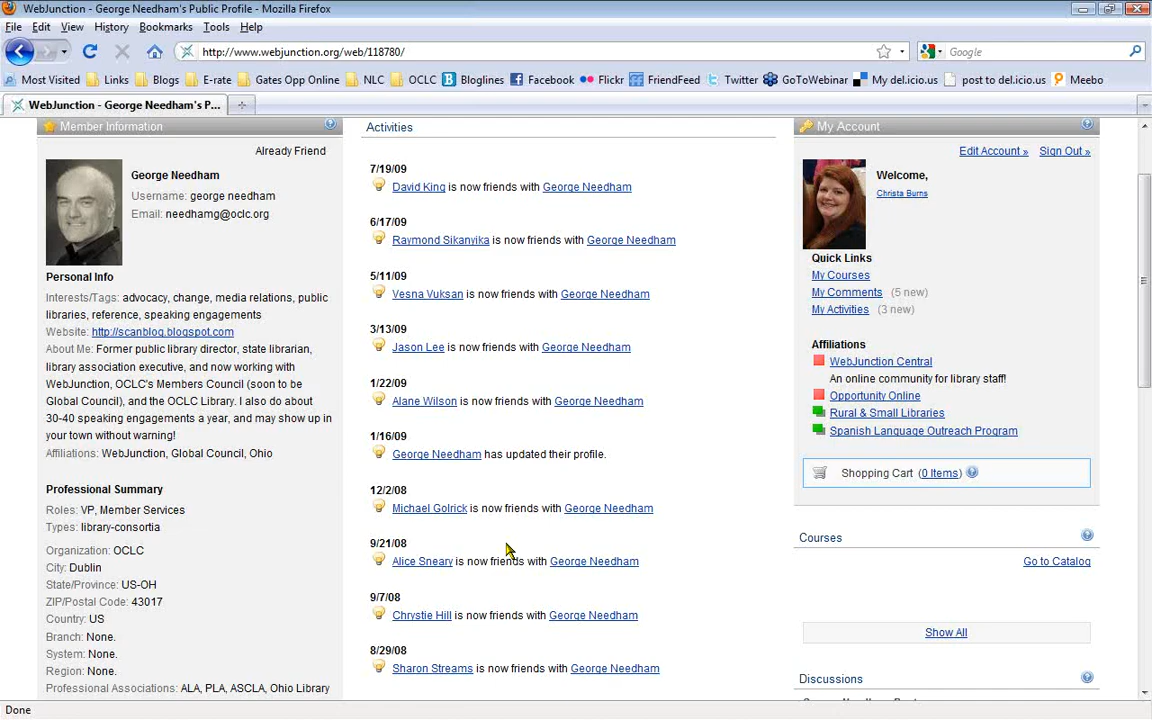 WebJunction - George Needham's Public Profile - Mozilla Firefox
File Edit View History Bookmarks Tools Help
http://www.webjunction.org/web/118780/
Google
Most Visited Links Blogs E-rate Gates Opp Online NLC OCLC Bloglines Facebook Flickr FriendFeed Twitter GoToWebinar My del.icio.us post to del.icio.us Meebo
WebJunction - George Needham's P...
Member Information
Already Friend
George Needham
Username: george needham
Email: needhamg@oclc.org
Personal Info
Interests/Tags: advocacy, change, media relations, public
libraries, reference, speaking engagements
Website: http://scanblog.blogspot.com
About Me: Former public library director, state librarian,
library association executive, and now working with
WebJunction, OCLC's Members Council (soon to be
Global Council), and the OCLC Library. I also do about
30-40 speaking engagements a year, and may show up in
your town without warning!
Affiliations: WebJunction, Global Council, Ohio
Professional Summary
Roles: VP, Member Services
Types: library-consortia
Organization: OCLC
City: Dublin
State/Province: US-OH
ZIP/Postal Code: 43017
Country: US
Branch: None.
System: None.
Region: None.
Professional Associations: ALA, PLA, ASCLA, Ohio Library
Activities
7/19/09
David King is now friends with George Needham
6/17/09
Raymond Sikanyika is now friends with George Needham
5/11/09
Vesna Vuksan is now friends with George Needham
3/13/09
Jason Lee is now friends with George Needham
1/22/09
Alane Wilson is now friends with George Needham
1/16/09
George Needham has updated their profile.
12/2/08
Michael Golrick is now friends with George Needham
9/21/08
Alice Sneary is now friends with George Needham
9/7/08
Chrystie Hill is now friends with George Needham
8/29/08
Sharon Streams is now friends with George Needham
My Account
Edit Account » Sign Out »
Welcome,
Christa Burns
Quick Links
My Courses
My Comments (5 new)
My Activities (3 new)
Affiliations
WebJunction Central
An online community for library staff!
Opportunity Online
Rural & Small Libraries
Spanish Language Outreach Program
Shopping Cart (0 Items)
Courses
Go to Catalog
Show All
Discussions
Done